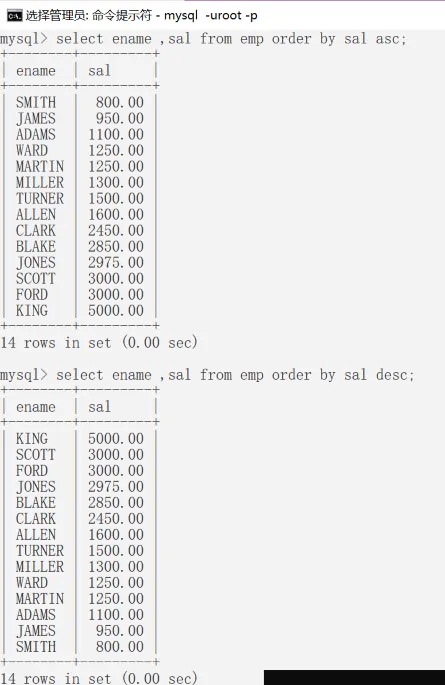 选择管理员: 命令提示符 - mysql -uroot -p
mysql> select ename ,sal from emp order by sal asc;
+--------+---------+
| ename  | sal     |
+--------+---------+
| SMITH  |  800.00 |
| JAMES  |  950.00 |
| ADAMS  | 1100.00 |
| WARD   | 1250.00 |
| MARTIN | 1250.00 |
| MILLER | 1300.00 |
| TURNER | 1500.00 |
| ALLEN  | 1600.00 |
| CLARK  | 2450.00 |
| BLAKE  | 2850.00 |
| JONES  | 2975.00 |
| SCOTT  | 3000.00 |
| FORD   | 3000.00 |
| KING   | 5000.00 |
+--------+---------+
14 rows in set (0.00 sec)
mysql> select ename ,sal from emp order by sal desc;
+--------+---------+
| ename  | sal     |
+--------+---------+
| KING   | 5000.00 |
| SCOTT  | 3000.00 |
| FORD   | 3000.00 |
| JONES  | 2975.00 |
| BLAKE  | 2850.00 |
| CLARK  | 2450.00 |
| ALLEN  | 1600.00 |
| TURNER | 1500.00 |
| MILLER | 1300.00 |
| WARD   | 1250.00 |
| MARTIN | 1250.00 |
| ADAMS  | 1100.00 |
| JAMES  |  950.00 |
| SMITH  |  800.00 |
+--------+---------+
14 rows in set (0.00 sec)